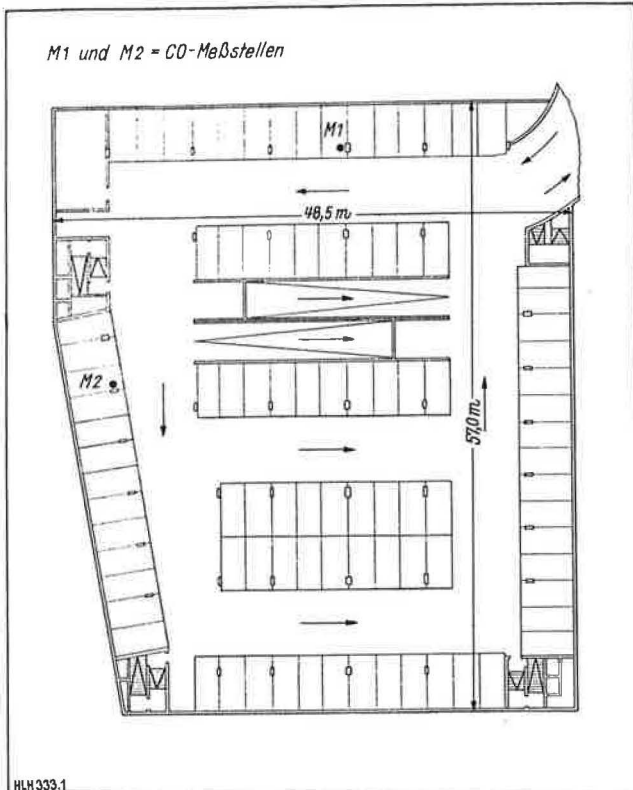 M1 und M2 = CO-Meßstellen
M1
48,5 m
M2
57,0 m
HLH 333.1